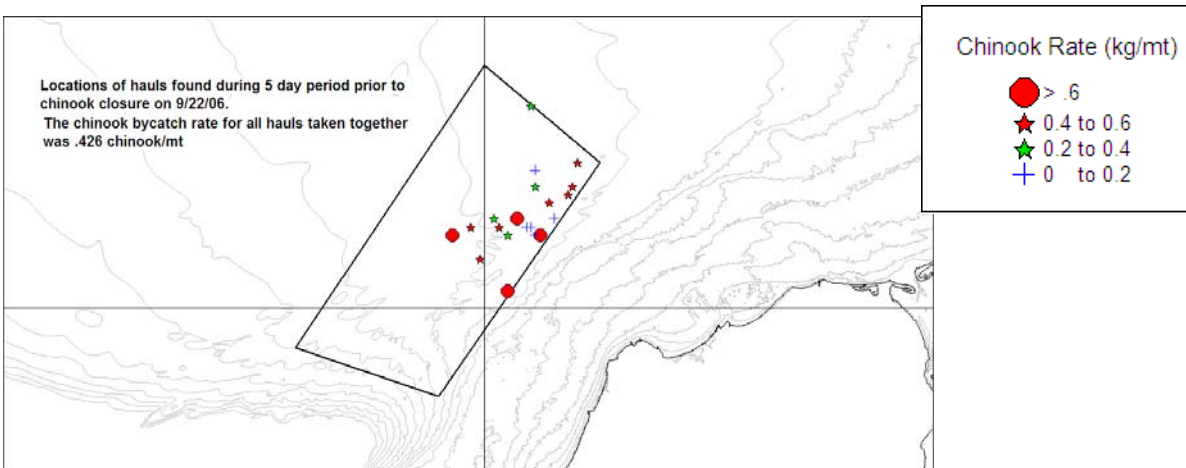 Locations of hauls found during 5 day period prior to
chinook closure on 9/22/06.
The chinook bycatch rate for all hauls taken together
was .426 chinook/mt
Chinook Rate (kg/mt)
> .6
0.4 to 0.6
0.2 to 0.4
0 to 0.2